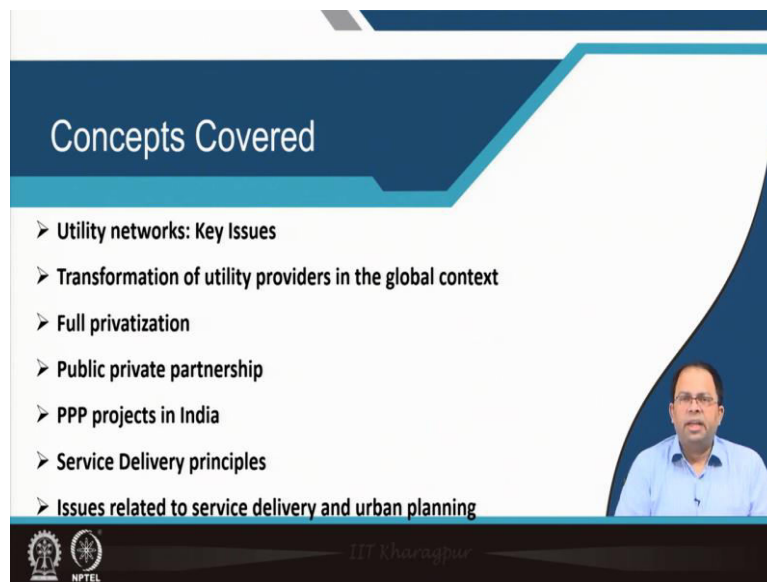 Concepts Covered
➤ Utility networks: Key Issues
➤ Transformation of utility providers in the global context
➤ Full privatization
➤ Public private partnership
➤ PPP projects in India
➤ Service Delivery principles
➤ Issues related to service delivery and urban planning
IIT Kharagpur
NPTEL